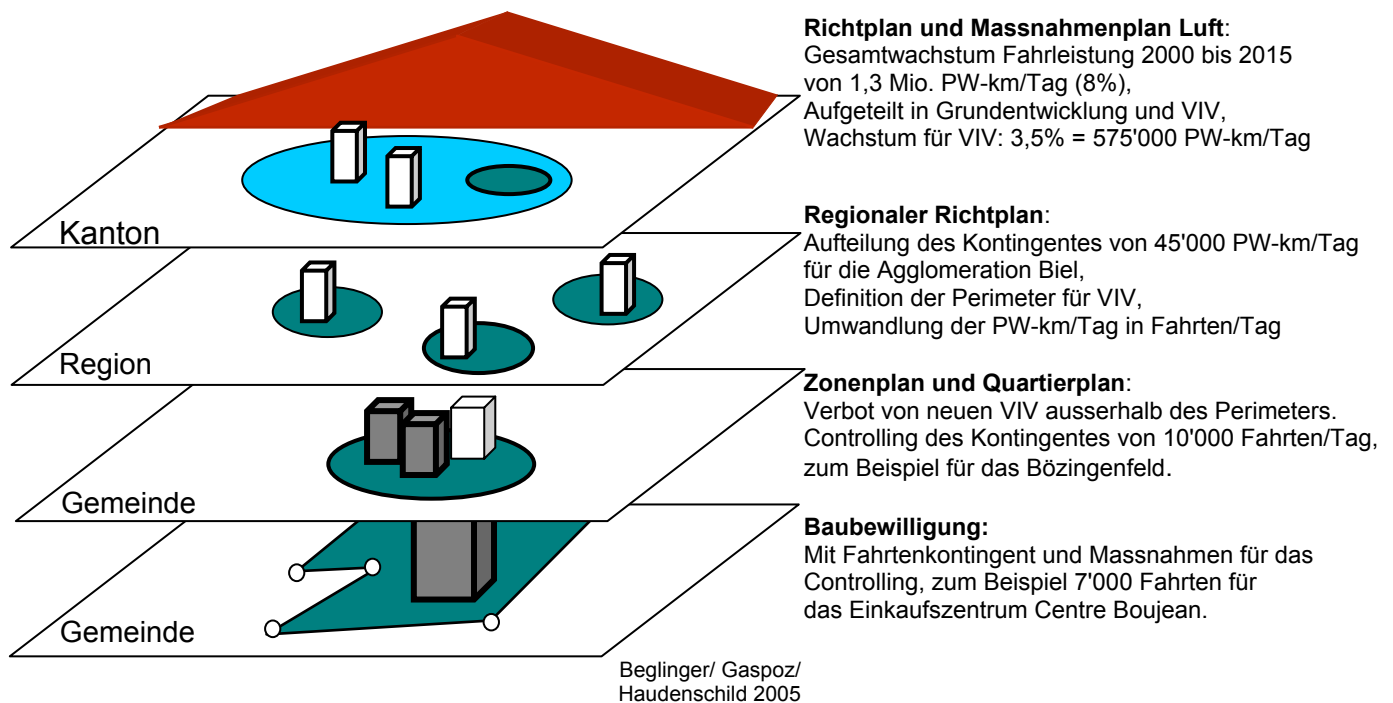 Richtplan und Massnahmenplan Luft:
Gesamtwachstum Fahrleistung 2000 bis 2015
von 1,3 Mio. PW-km/Tag (8%),
Aufgeteilt in Grundentwicklung und VIV,
Wachstum für VIV: 3,5% = 575'000 PW-km/Tag
Kanton
Regionaler Richtplan:
Aufteilung des Kontingentes von 45'000 PW-km/Tag
für die Agglomeration Biel,
Definition der Perimeter für VIV,
Umwandlung der PW-km/Tag in Fahrten/Tag
Region
Zonenplan und Quartierplan:
Verbot von neuen VIV ausserhalb des Perimeters.
Controlling des Kontingentes von 10'000 Fahrten/Tag,
zum Beispiel für das Bözingenfeld.
Gemeinde
Baubewilligung:
Mit Fahrtenkontingent und Massnahmen für das
Controlling, zum Beispiel 7'000 Fahrten für
das Einkaufszentrum Centre Boujean.
Gemeinde
Beglinger/ Gaspoz/
Haudenschild 2005